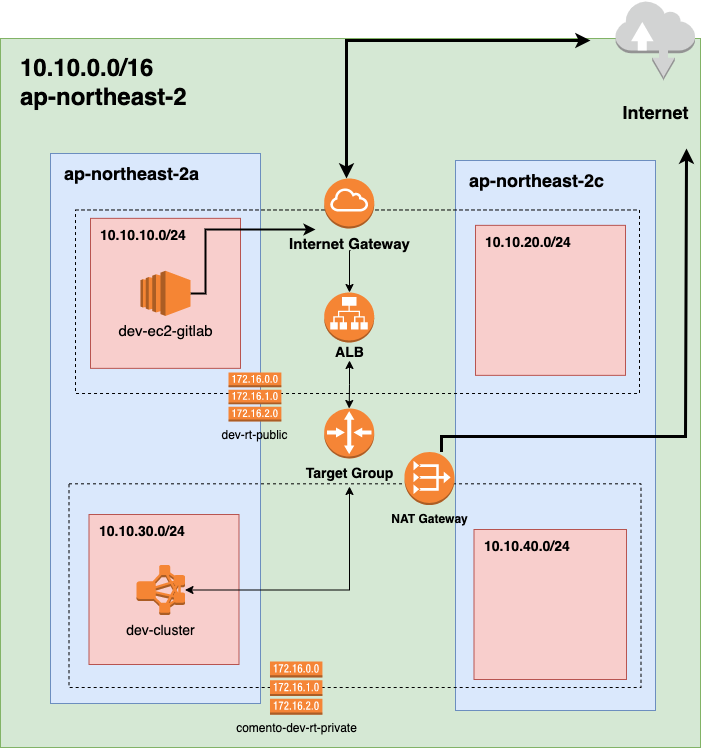 10.10.0.0/16
ap-northeast-2
Internet
ap-northeast-2a
ap-northeast-2c
10.10.10.0/24
Internet Gateway
10.10.20.0/24
dev-ec2-gitlab
ALB
172.16.0.0
172.16.1.0
172.16.2.0
dev-rt-public
Target Group
NAT Gateway
10.10.30.0/24
10.10.40.0/24
dev-cluster
172.16.0.0
172.16.1.0
172.16.2.0
comento-dev-rt-private